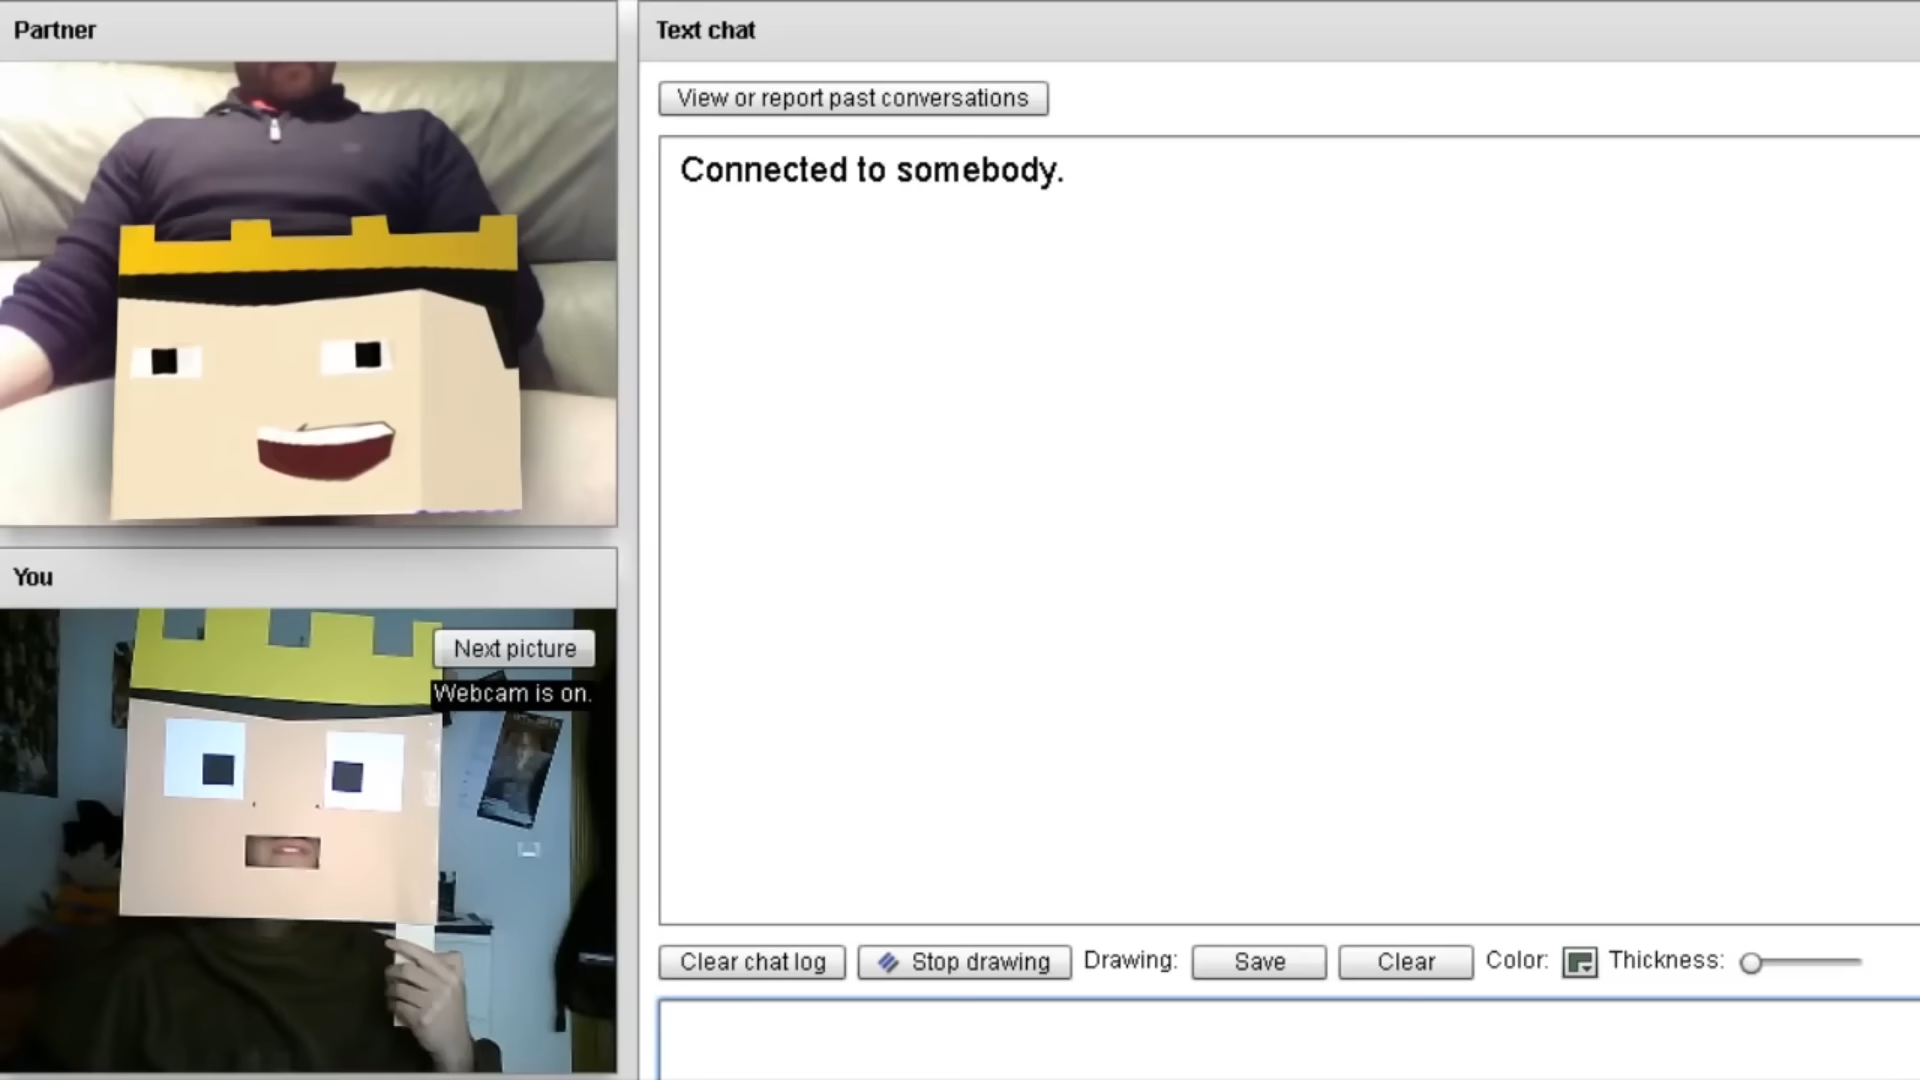 Partner
Text chat
View or report past conversations
Connected to somebody.
You
Next picture
Webcam is on.
Clear chat log
Stop drawing
Drawing:
Save
Clear
Color:
Thickness: